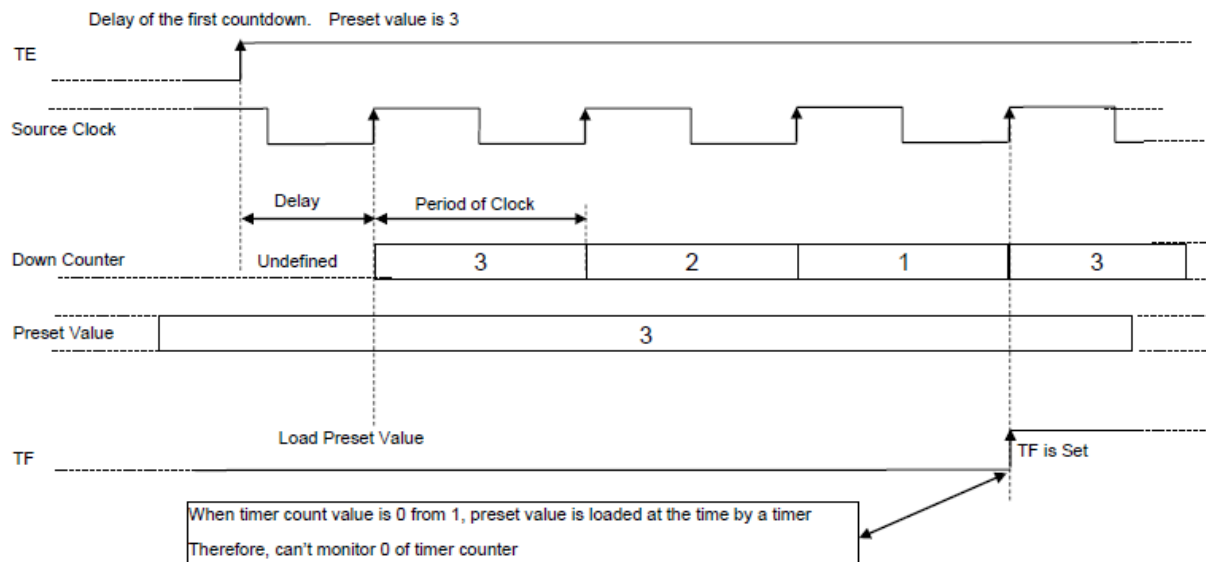 Delay of the first countdown. Preset value is 3
TE
Source Clock
Delay
Period of Clock
Down Counter
Undefined
3
2
1
3
Preset Value
3
Load Preset Value
TF
TF is Set
When timer count value is 0 from 1, preset value is loaded at the time by a timer
Therefore, can't monitor 0 of timer counter